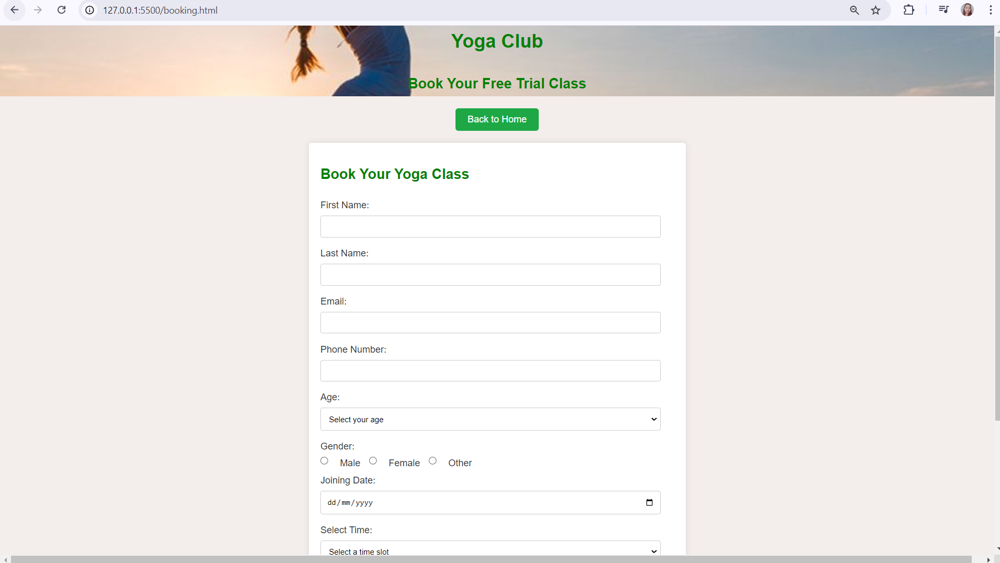 127.0.0.1:5500/booking.html
Yoga Club
Book Your Free Trial Class
Back to Home
Book Your Yoga Class
First Name:
Last Name:
Email:
Phone Number:
Age:
Select your age
Gender:
Male Female Other
Joining Date:
dd/mm/yyyy
Select Time:
Select a time slot